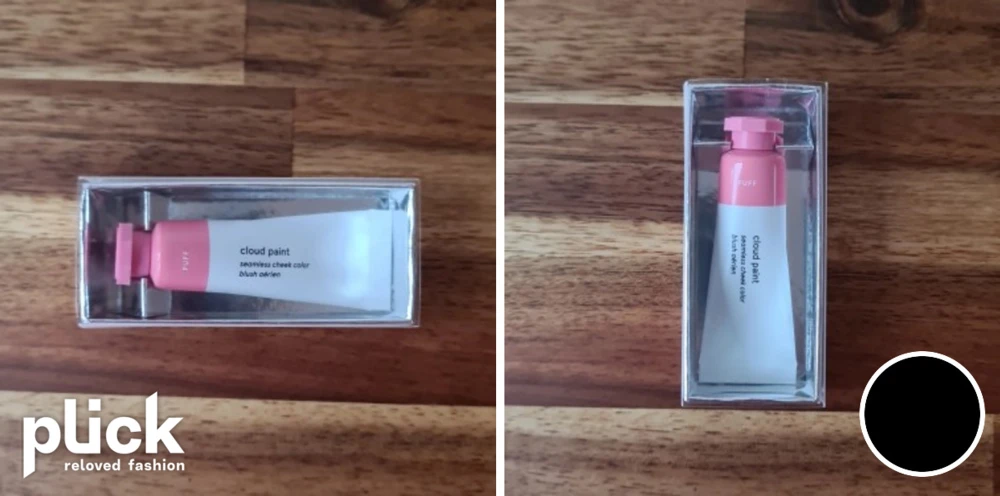 PUFF
cloud paint
seamless cheek color
blush aérien
plick
reloved fashion
PUFF
cloud paint
seamless cheek color
blush aérien